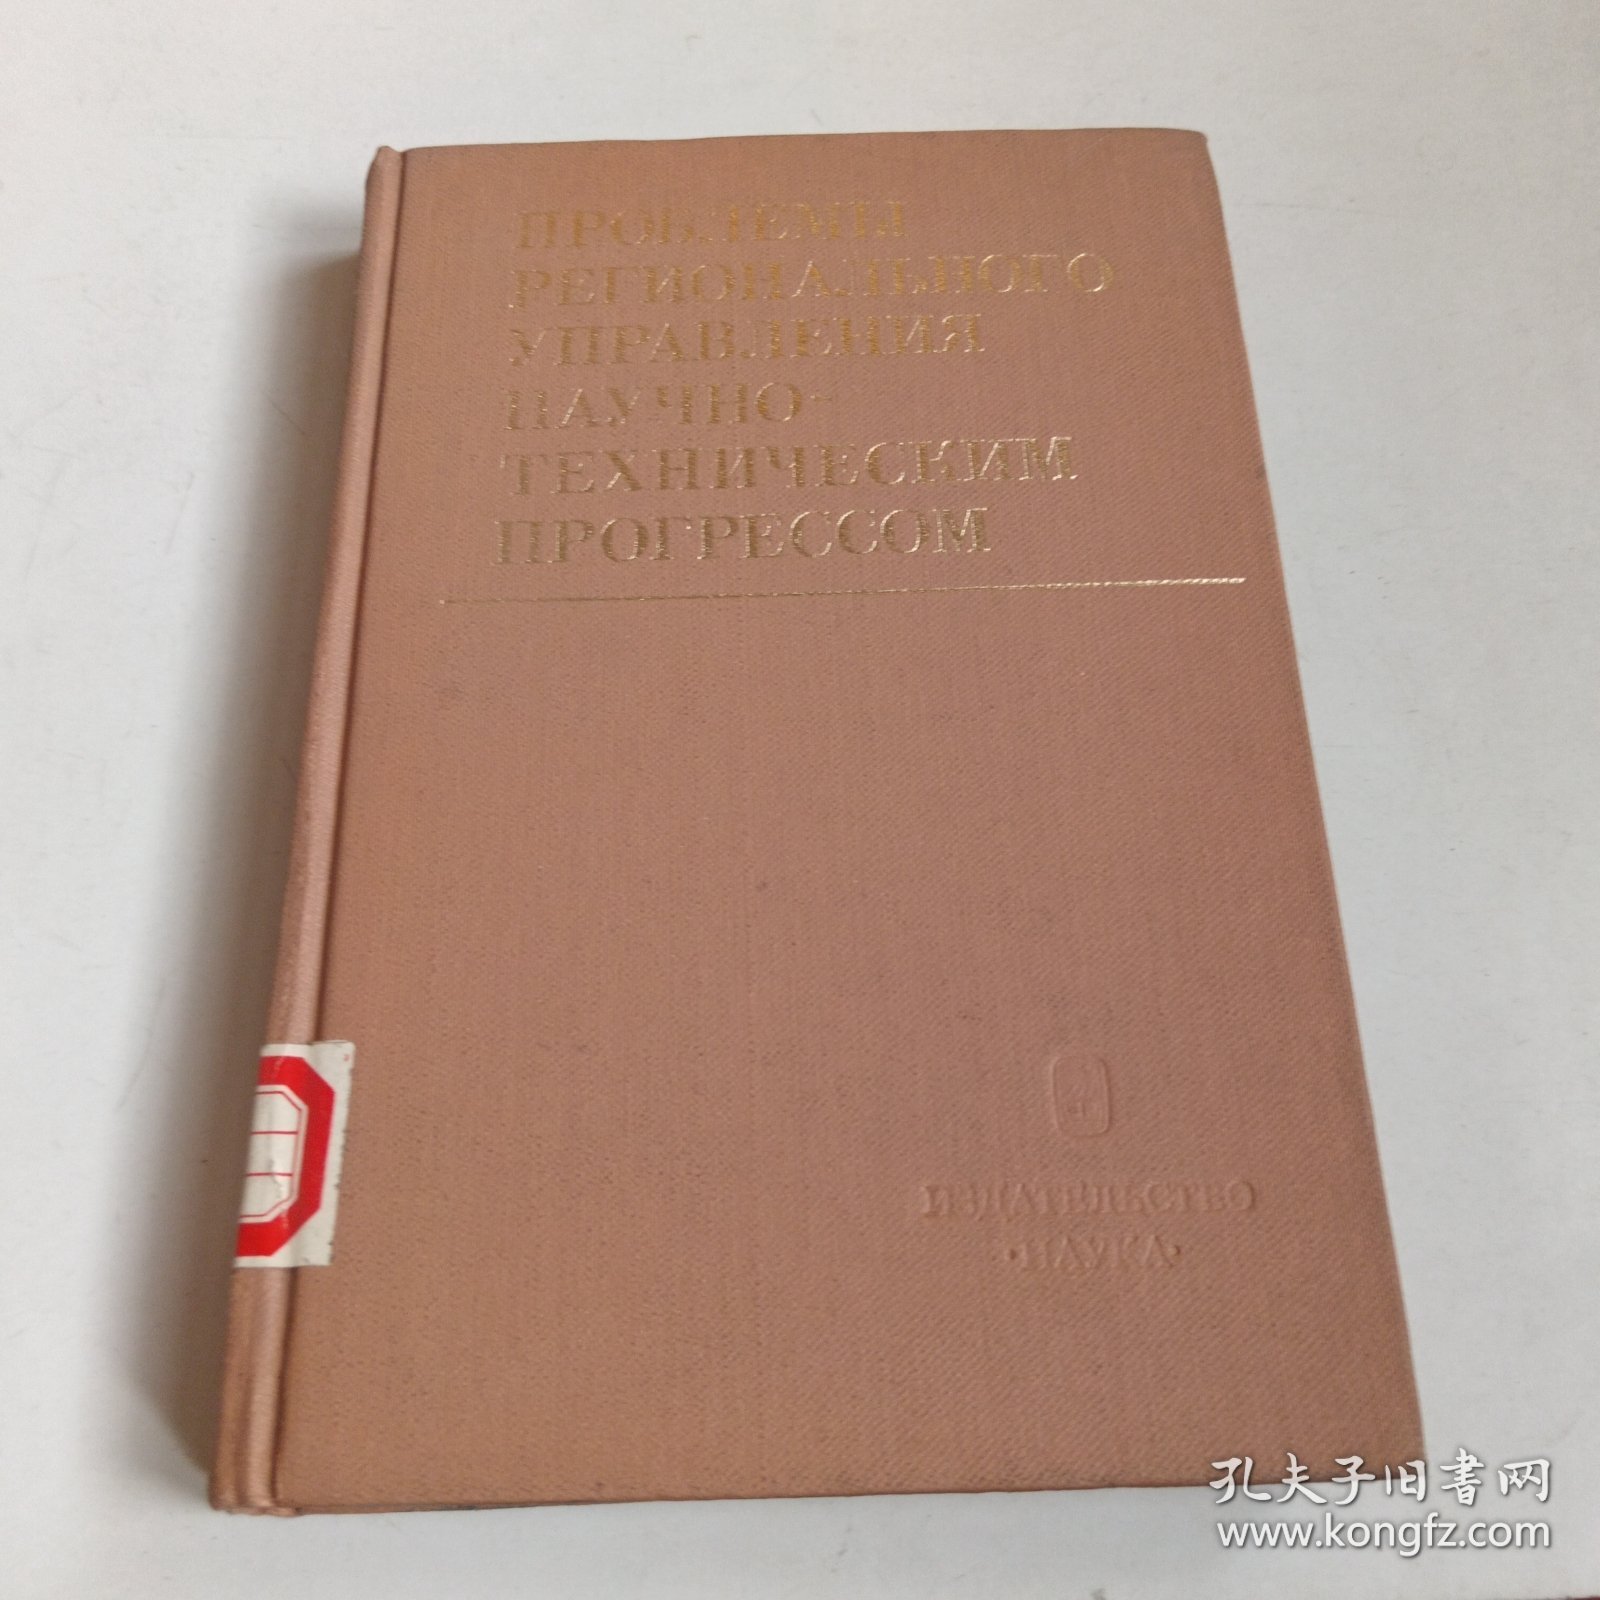 ПРОБЛЕМЫ
РЕГИОНАЛЬНОГО
УПРАВЛЕНИЯ
НАУЧНО-
ТЕХНИЧЕСКИМ
ПРОГРЕССОМ
ИЗДАТЕЛЬСТВО
•НАУКА•
孔夫子旧书网
www.kongfz.com